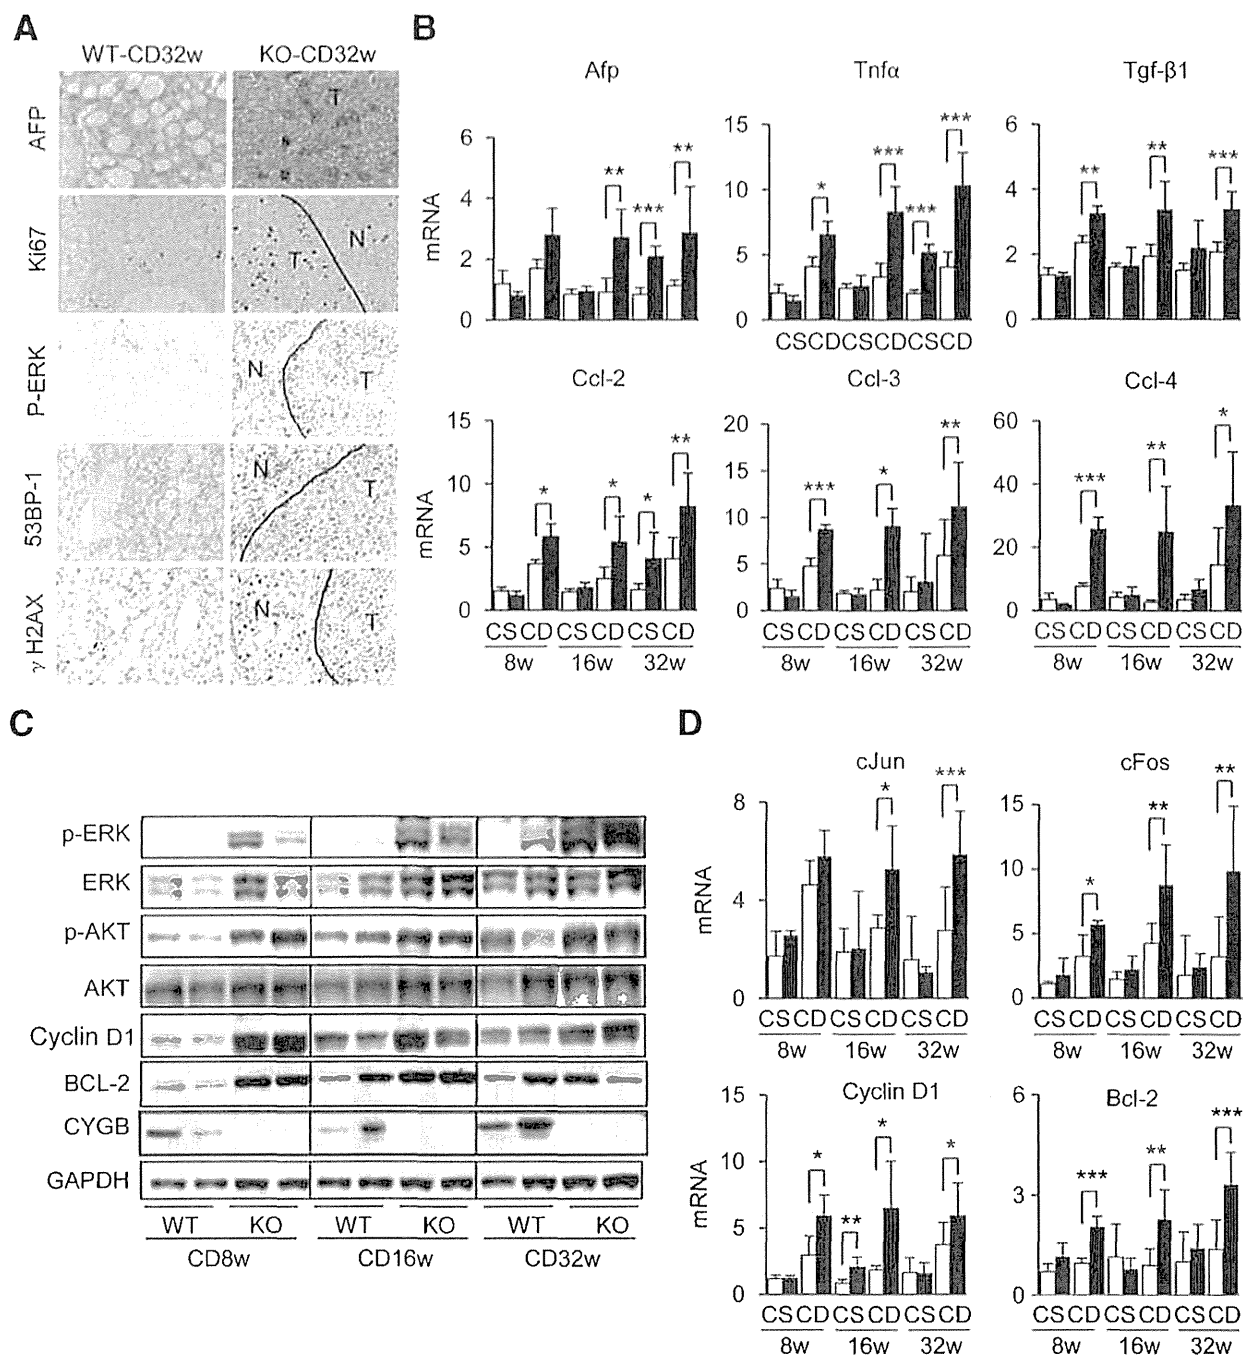 A
WT-CD32w KO-CD32w
AFP
T
N
Ki67
T N
P-ERK
N T
53BP-1
N T
γ H2AX
N T
B
Afp Tnfα Tgf-β1
mRNA
6 4 2 0
** *** **
15 10 5 0
* *** *** ***
CS CD CS CD CS CD
6 4 2 0
** ** ***
Ccl-2 Ccl-3 Ccl-4
mRNA
15 10 5 0
* * * **
CS CD CS CD CS CD
8w 16w 32w
20 15 10 5 0
*** * **
CS CD CS CD CS CD
8w 16w 32w
60 40 20 0
*** ** *
CS CD CS CD CS CD
8w 16w 32w
C
p-ERK
ERK
p-AKT
AKT
Cyclin D1
BCL-2
CYGB
GAPDH
WT KO WT KO WT KO
CD8w CD16w CD32w
D
cJun cFos
mRNA
8 4 0
* ***
CS CD CS CD CS CD
8w 16w 32w
15 10 5 0
* ** **
CS CD CS CD CS CD
8w 16w 32w
Cyclin D1 Bcl-2
mRNA
15 10 5 0
* ** * *
CS CD CS CD CS CD
8w 16w 32w
6 3 0
*** ** ***
CS CD CS CD CS CD
8w 16w 32w